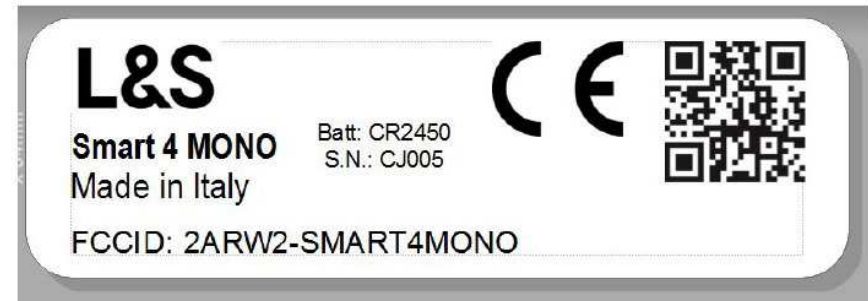 L&S
Smart 4 MONO
Made in Italy
Batt: CR2450
S.N.: CJ005
CE
FCCID: 2ARW2-SMART4MONO